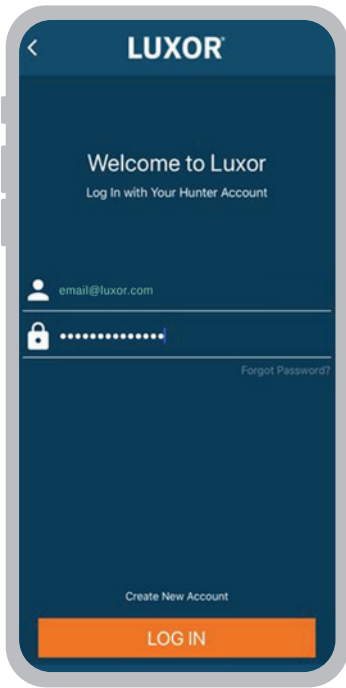 LUXOR®
Welcome to Luxor
Log In with Your Hunter Account
email@luxor.com
••••••••••••••
Forgot Password?
Create New Account
LOG IN